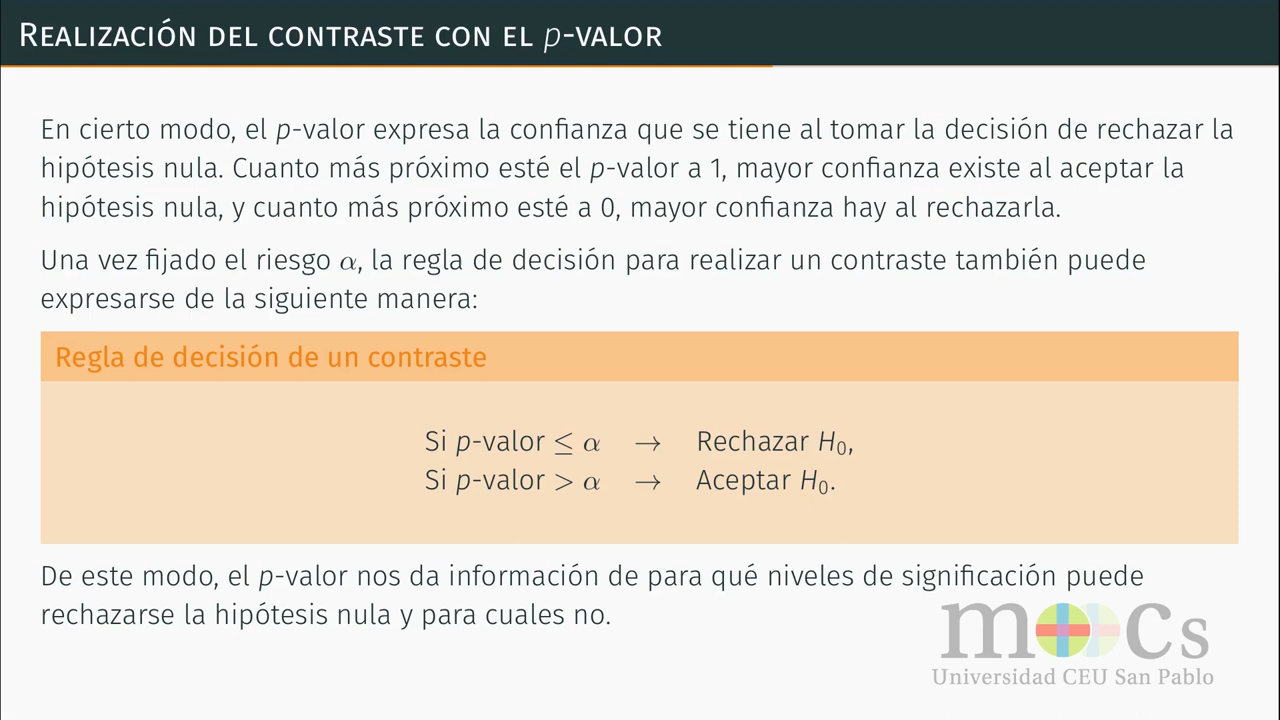 REALIZACIÓN DEL CONTRASTE CON EL p-VALOR
En cierto modo, el p-valor expresa la confianza que se tiene al tomar la decisión de rechazar la
hipótesis nula. Cuanto más próximo esté el p-valor a 1, mayor confianza existe al aceptar la
hipótesis nula, y cuanto más próximo esté a 0, mayor confianza hay al rechazarla.
Una vez fijado el riesgo α, la regla de decisión para realizar un contraste también puede
expresarse de la siguiente manera:
Regla de decisión de un contraste
Si p-valor ≤ α → Rechazar H₀,
Si p-valor > α → Aceptar H₀.
De este modo, el p-valor nos da información de para qué niveles de significación puede
rechazarse la hipótesis nula y para cuales no.
moocs
Universidad CEU San Pablo